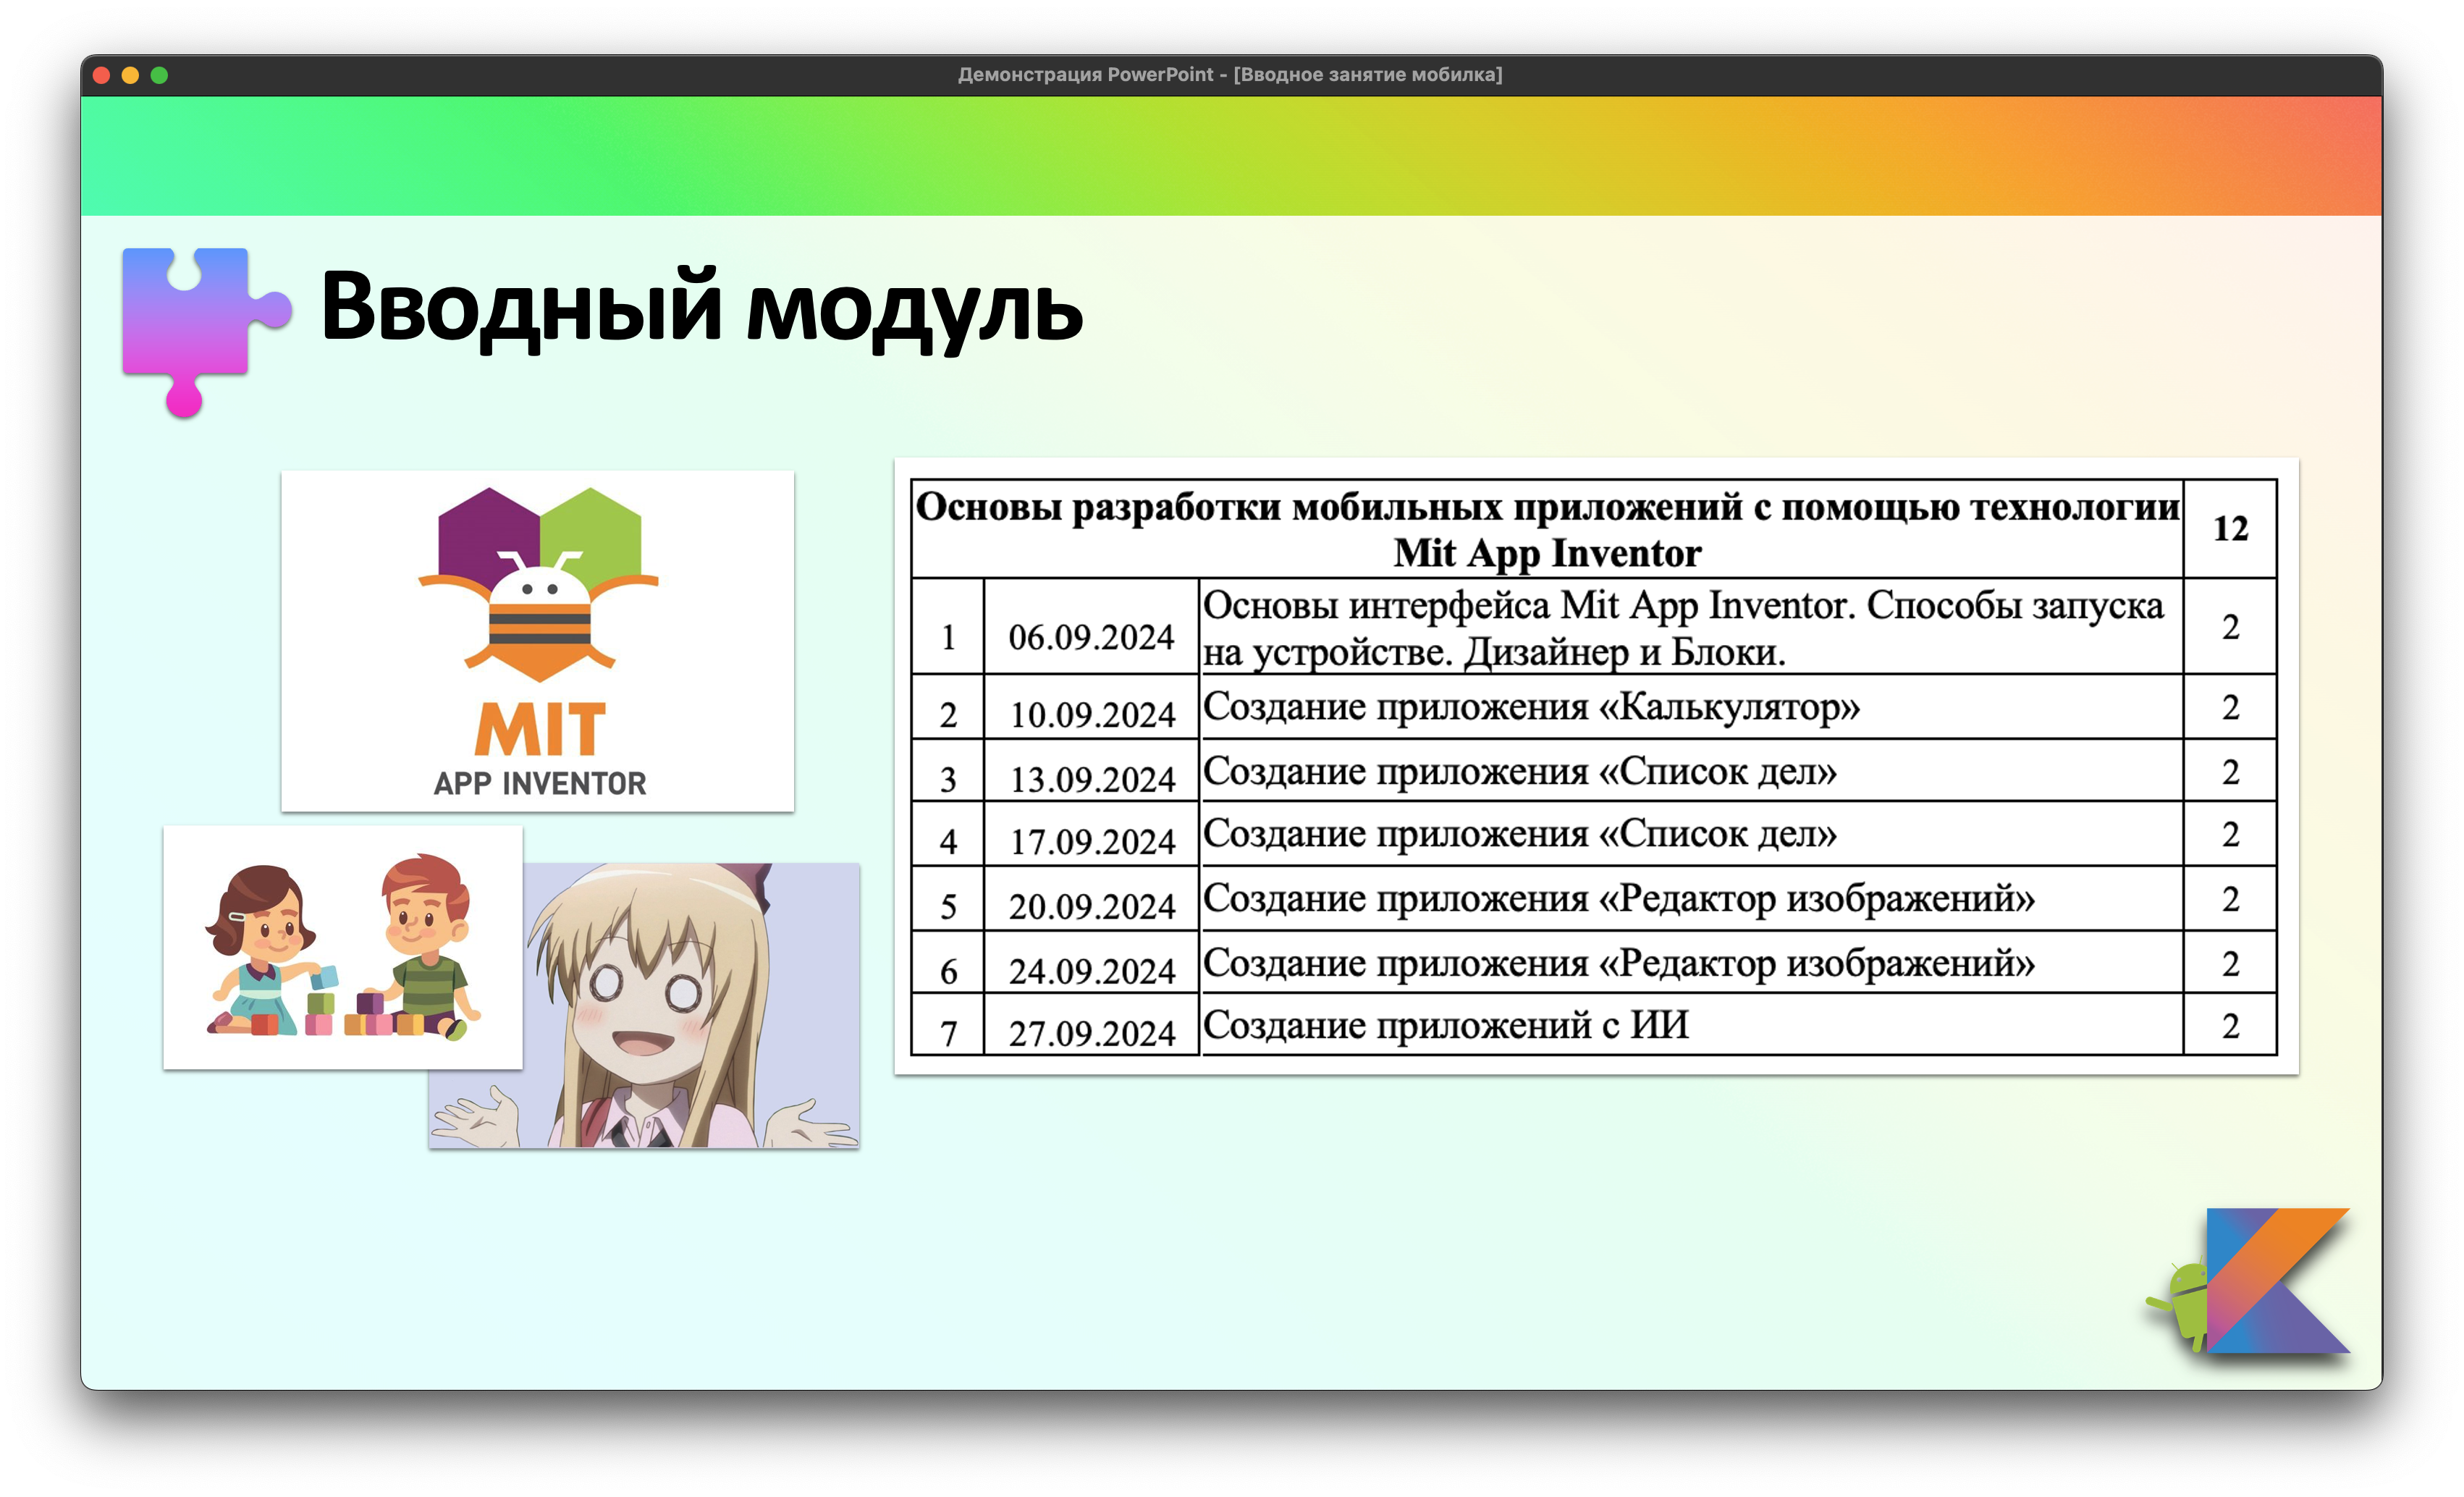 Демонстрация PowerPoint - [Вводное занятие мобилка]
Вводный модуль
MIT
APP INVENTOR
Основы разработки мобильных приложений с помощью технологии
Mit App Inventor
12
1 06.09.2024 Основы интерфейса Mit App Inventor. Способы запуска
на устройстве. Дизайнер и Блоки. 2
2 10.09.2024 Создание приложения «Калькулятор» 2
3 13.09.2024 Создание приложения «Список дел» 2
4 17.09.2024 Создание приложения «Список дел» 2
5 20.09.2024 Создание приложения «Редактор изображений» 2
6 24.09.2024 Создание приложения «Редактор изображений» 2
7 27.09.2024 Создание приложений с ИИ 2